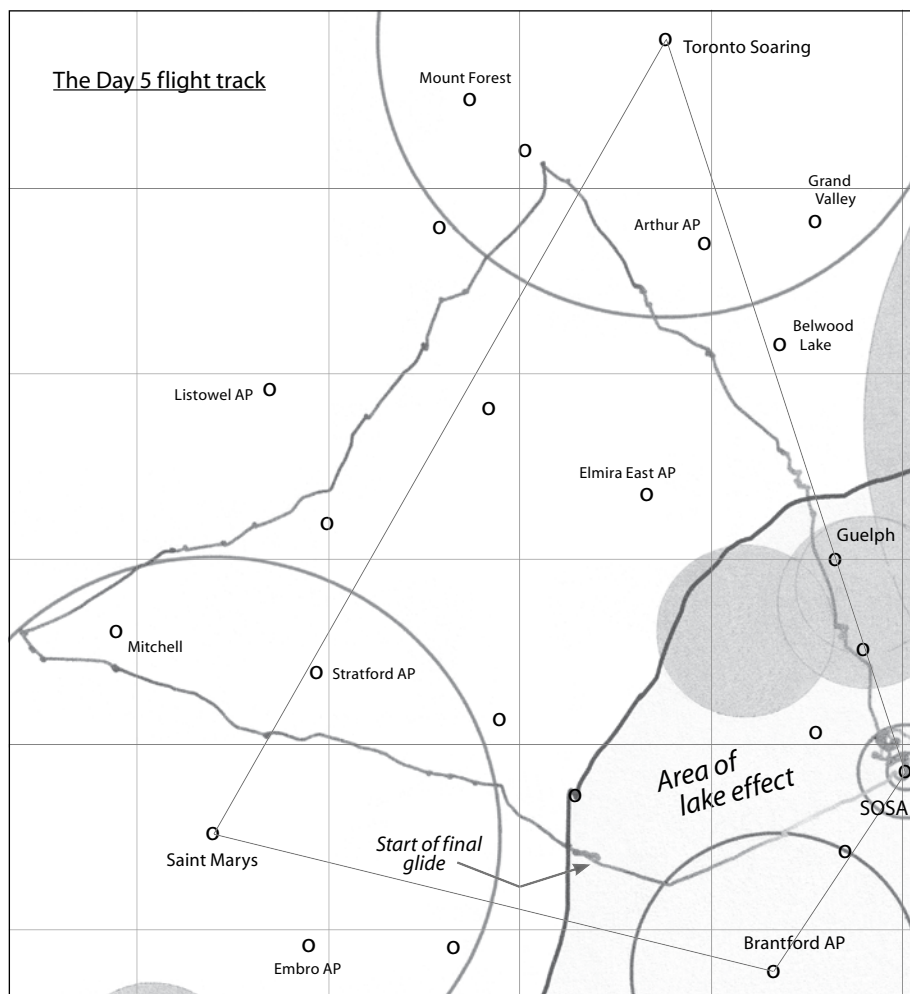 Toronto Soaring
The Day 5 flight track
Mount Forest
Grand
Valley
Arthur AP
Belwood
Lake
Listowel AP
Elmira East AP
Guelph
Mitchell
Stratford AP
Area of
lake effect
SOSA
Start of final
glide
Saint Marys
Brantford AP
Embro AP